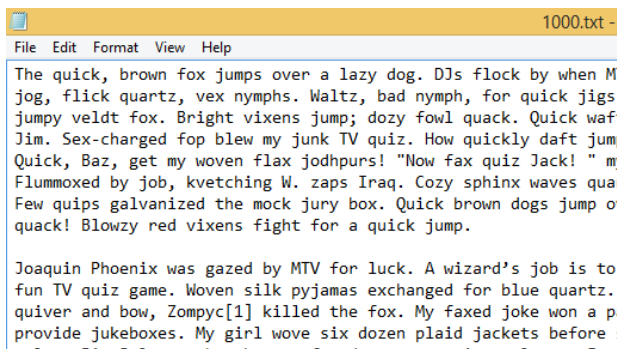 1000.txt -
File Edit Format View Help
The quick, brown fox jumps over a lazy dog. DJs flock by when M
jog, flick quartz, vex nymphs. Waltz, bad nymph, for quick jigs
jumpy veldt fox. Bright vixens jump; dozy fowl quack. Quick waf
Jim. Sex-charged fop blew my junk TV quiz. How quickly daft jum
Quick, Baz, get my woven flax jodhpurs! "Now fax quiz Jack! " m
Flummoxed by job, kvetching W. zaps Iraq. Cozy sphinx waves qua
Few quips galvanized the mock jury box. Quick brown dogs jump o
quack! Blowzy red vixens fight for a quick jump.
Joaquin Phoenix was gazed by MTV for luck. A wizard’s job is to
fun TV quiz game. Woven silk pyjamas exchanged for blue quartz.
quiver and bow, Zompyc[1] killed the fox. My faxed joke won a p
provide jukeboxes. My girl wove six dozen plaid jackets before